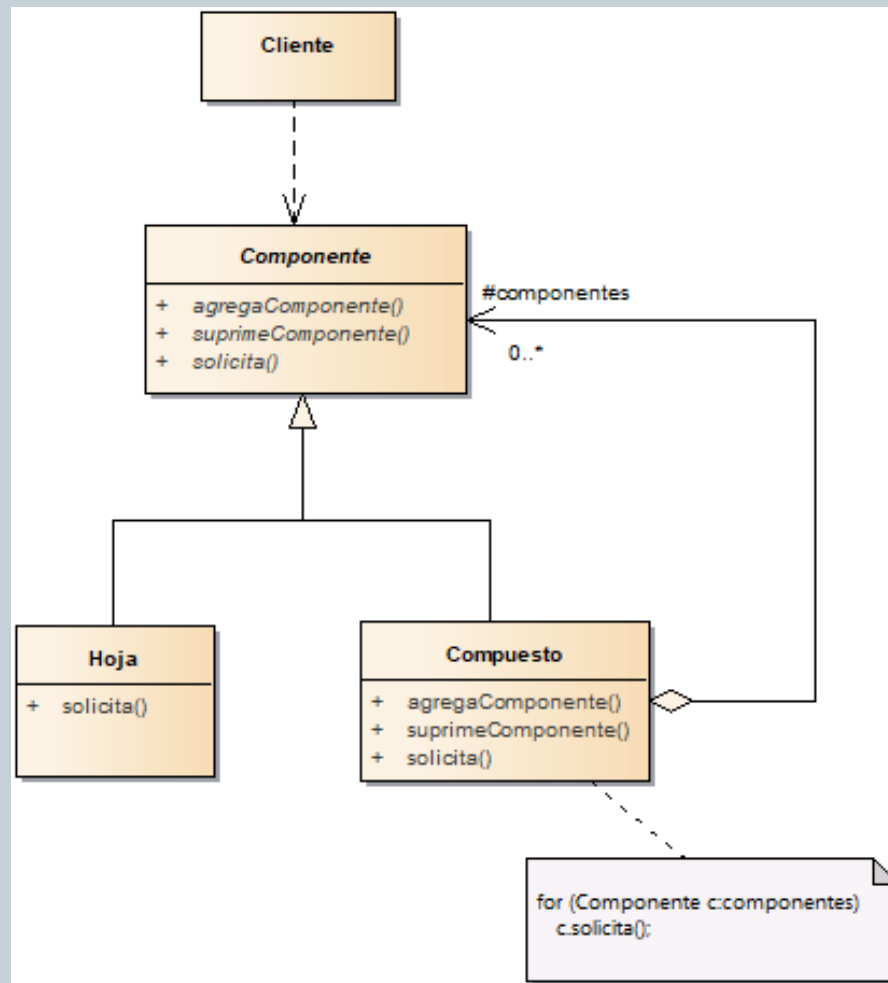 Cliente
Componente
+ agregaComponente()
+ suprimeComponente()
+ solicita()
#componentes
0..*
Hoja
+ solicita()
Compuesto
+ agregaComponente()
+ suprimeComponente()
+ solicita()
for (Componente c:componentes)
c.solicita();